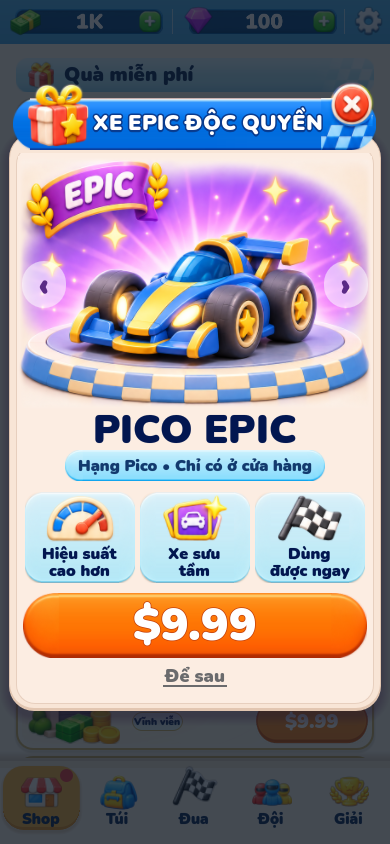 1K
100
Quà miễn phí
XE EPIC ĐỘC QUYỀN
EPIC
PICO EPIC
Hạng Pico • Chỉ có ở cửa hàng
Hiệu suất
cao hơn
Xe sưu
tầm
Dùng
được ngay
$9.99
Để sau
Vĩnh viễn
$9.99
Shop
Túi
Đua
Đội
Giải